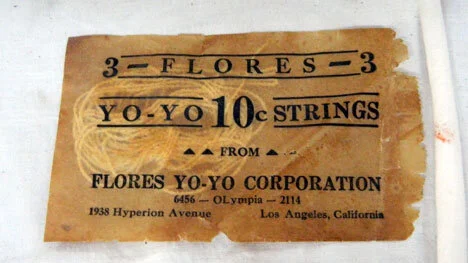 3 — FLORES — 3
YO-YO 10c STRINGS
FROM
FLORES YO-YO CORPORATION
6456 — OLympia — 2114
1938 Hyperion Avenue Los Angeles, California